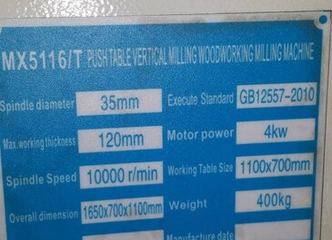 MX5116/T PUSH TABLE VERTICAL MILLING WOODWORKING MILLING MACHINE
Spindle diameter 35mm Execute Standard GB12557-2010
Max. working thickness 120mm Motor power 4kw
Spindle Speed 10000 r/min Working Table Size 1100x700mm
Overall dimension 1650x700x1100mm Weight 400kg
Manufacture date